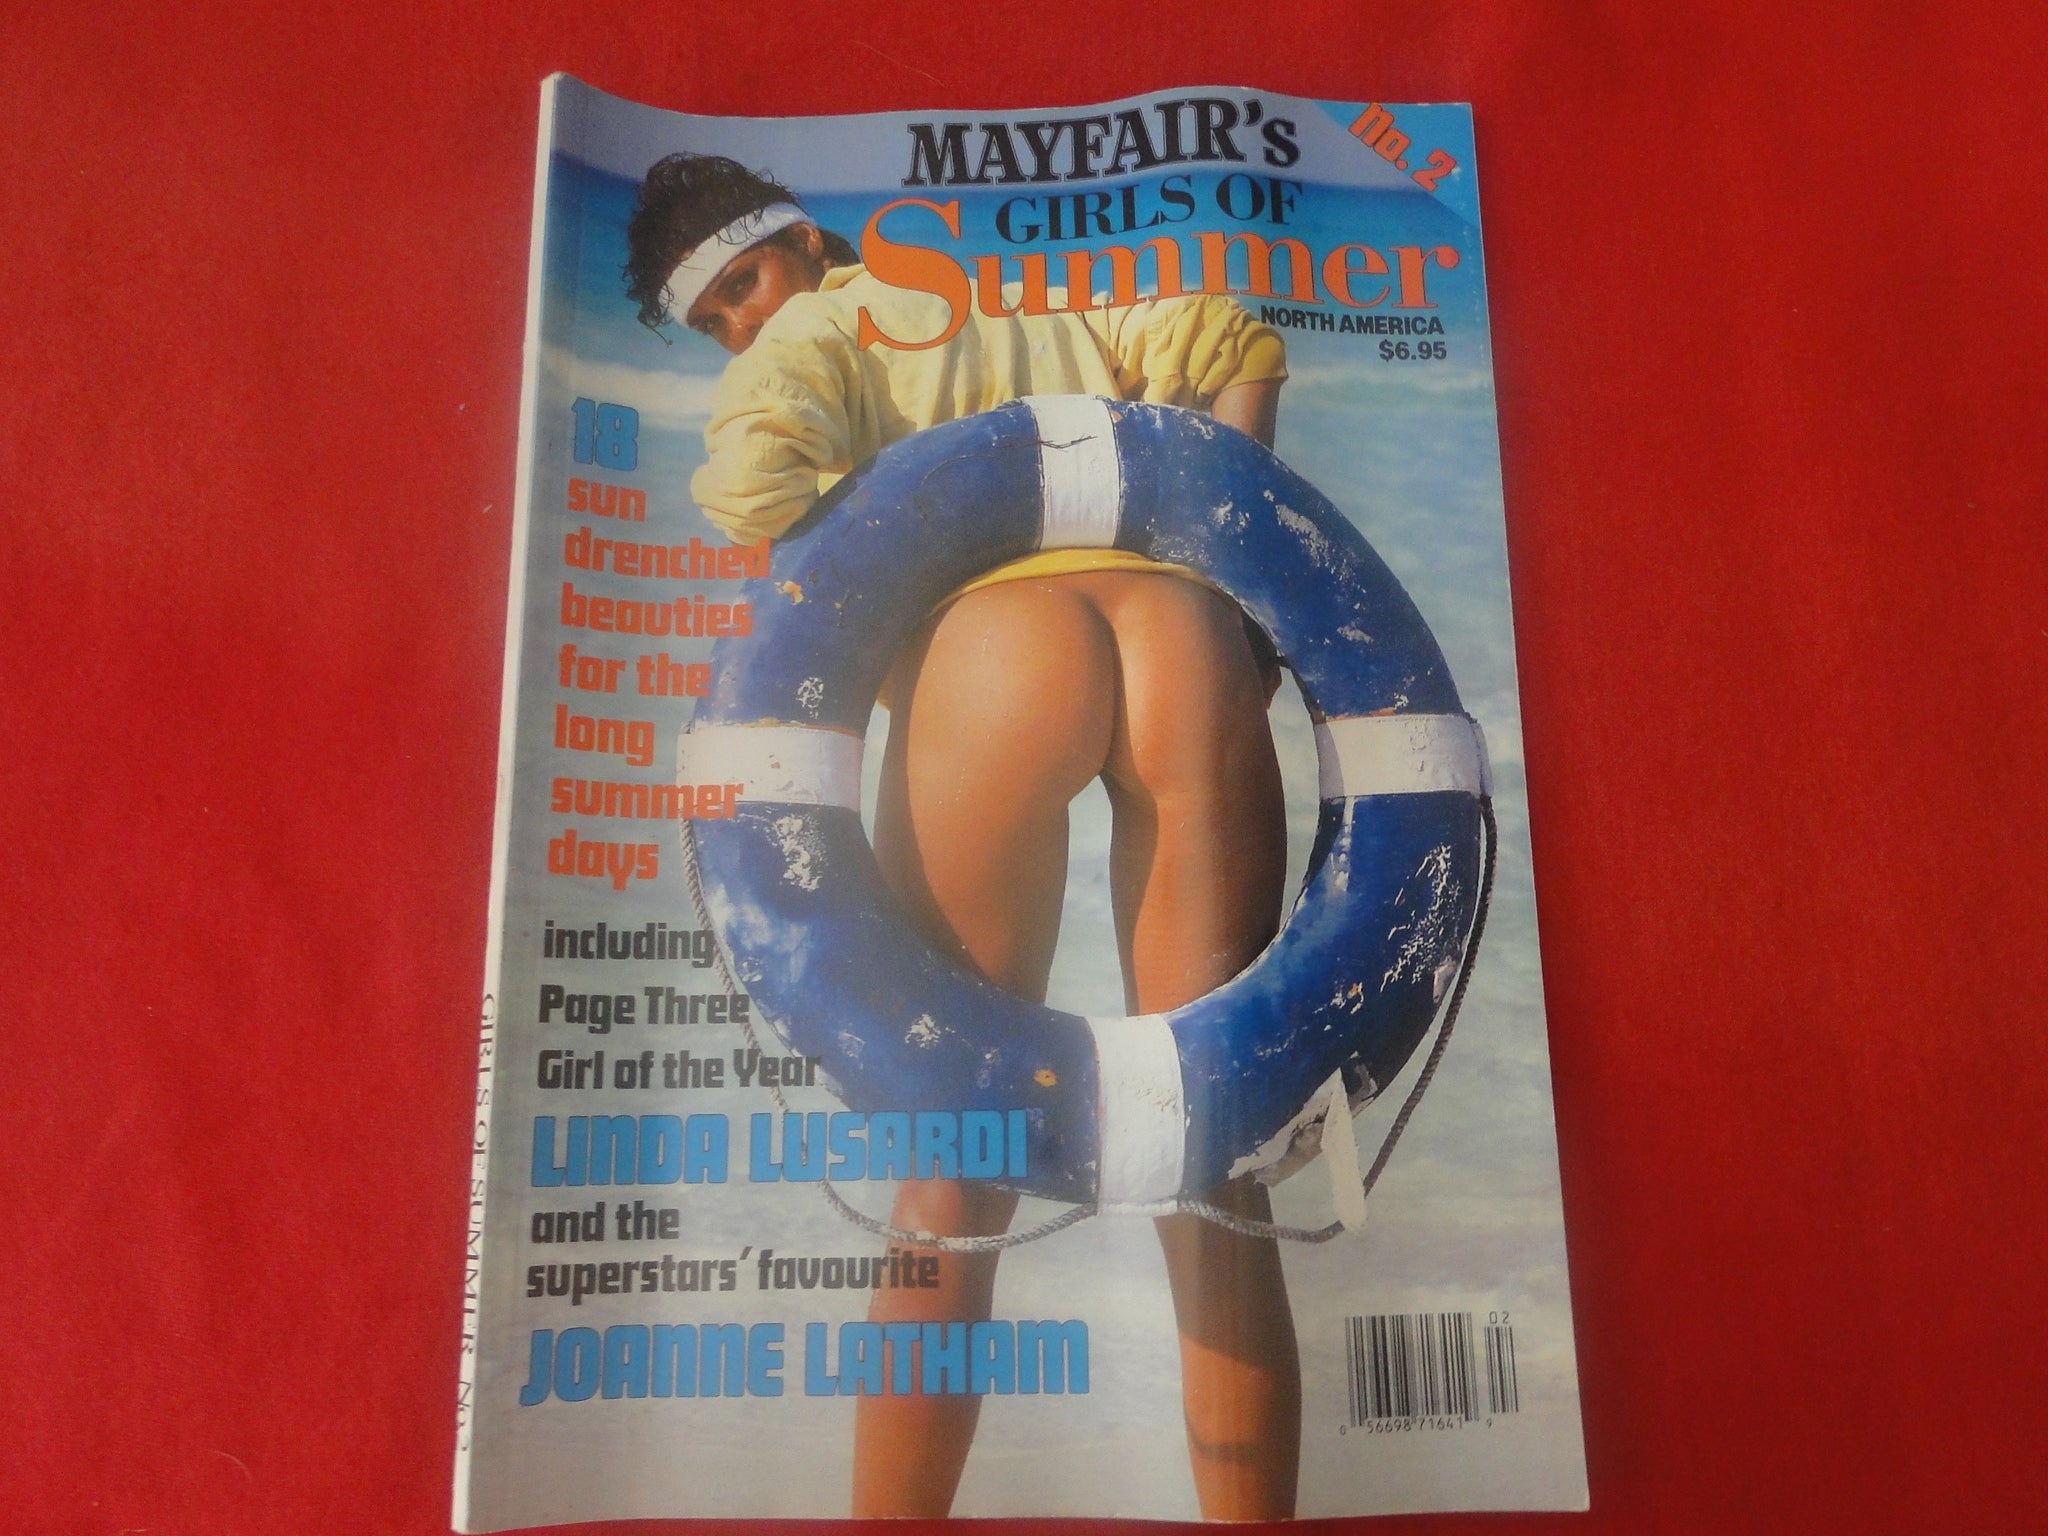 MAYFAIR's
GIRLS OF
Summer
No. 2
NORTH AMERICA
$6.95
18
sun
drenched
beauties
for the
long
summer
days
including
Page Three
Girl of the Year
LINDA LUSARDI
and the
superstars' favourite
JOANNE LATHAM
02
0 56698 71641 9
GIRLS OF SUMMER No. 2